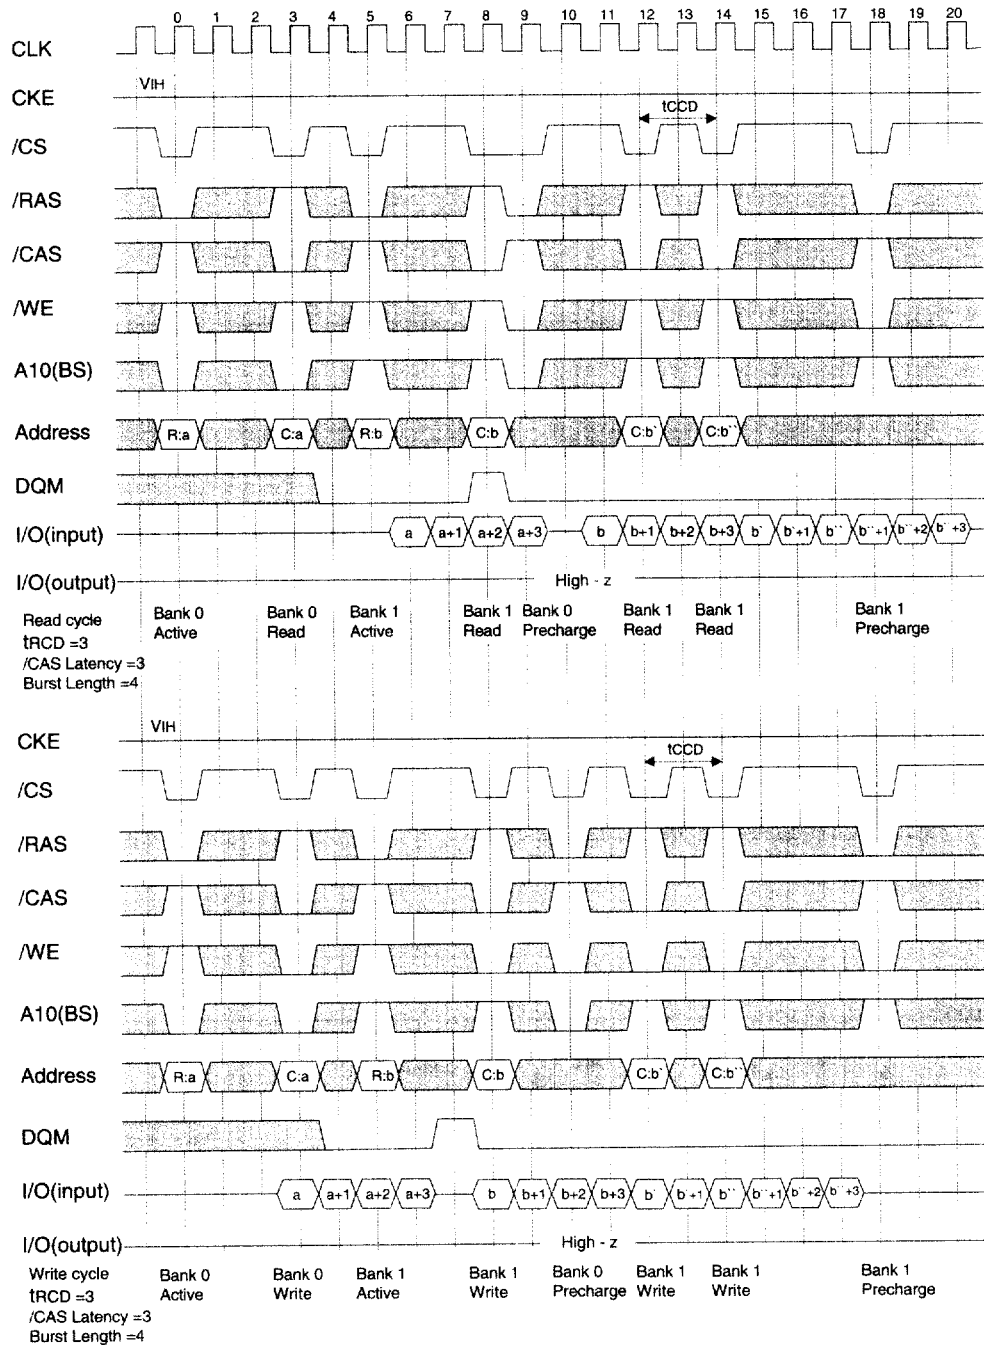 0 1 2 3 4 5 6 7 8 9 10 11 12 13 14 15 16 17 18 19 20
CLK
VIH
CKE
tCCD
/CS
/RAS
/CAS
/WE
A10(BS)
Address R:a C:a R:b C:b C:b` C:b``
DQM
I/O(input) a a+1 a+2 a+3 b b+1 b+2 b+3 b` b`+1 b`` b``+1 b``+2 b``+3
I/O(output) High - z
Read cycle
tRCD =3
/CAS Latency =3
Burst Length =4
Bank 0 Active
Bank 0 Read
Bank 1 Active
Bank 1 Read
Bank 0 Precharge
Bank 1 Read
Bank 1 Read
Bank 1 Precharge
VIH
CKE
tCCD
/CS
/RAS
/CAS
/WE
A10(BS)
Address R:a C:a R:b C:b C:b` C:b``
DQM
I/O(input) a a+1 a+2 a+3 b b+1 b+2 b+3 b` b`+1 b`` b``+1 b``+2 b``+3
I/O(output) High - z
Write cycle
tRCD =3
/CAS Latency =3
Burst Length =4
Bank 0 Active
Bank 0 Write
Bank 1 Active
Bank 1 Write
Bank 0 Precharge
Bank 1 Write
Bank 1 Write
Bank 1 Precharge